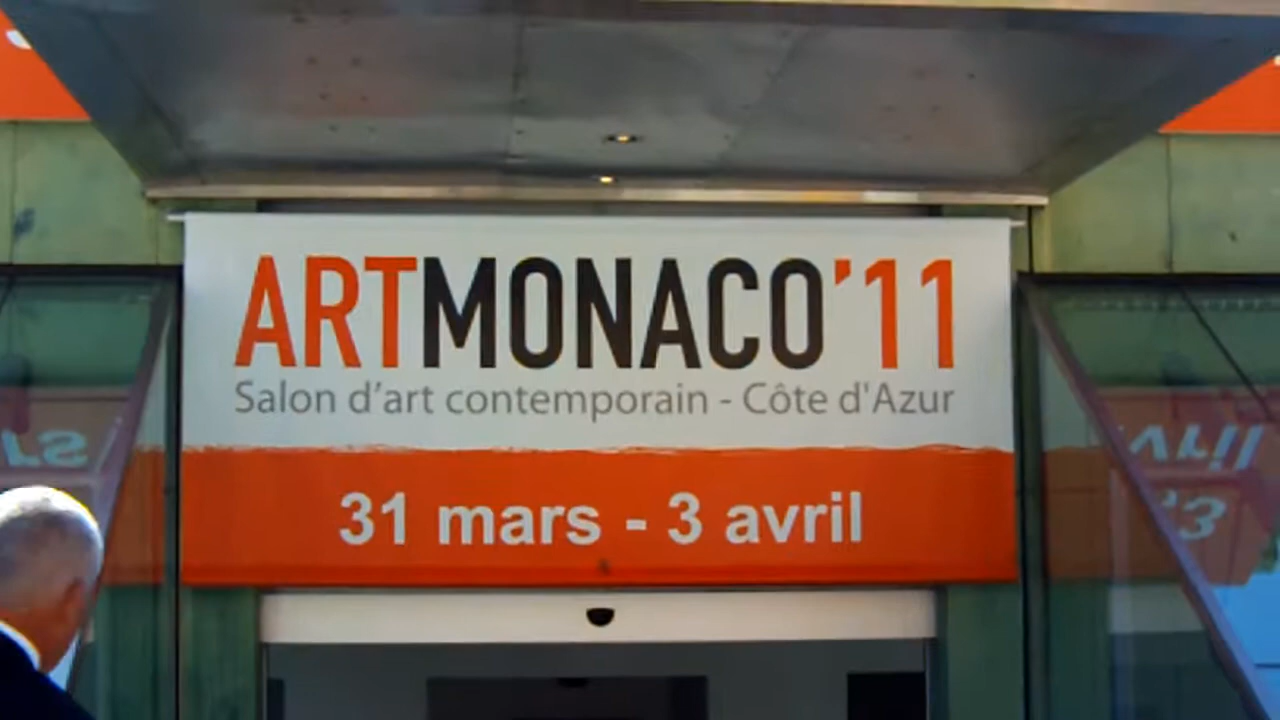 ARTMONACO'11
Salon d’art contemporain - Côte d'Azur
31 mars - 3 avril